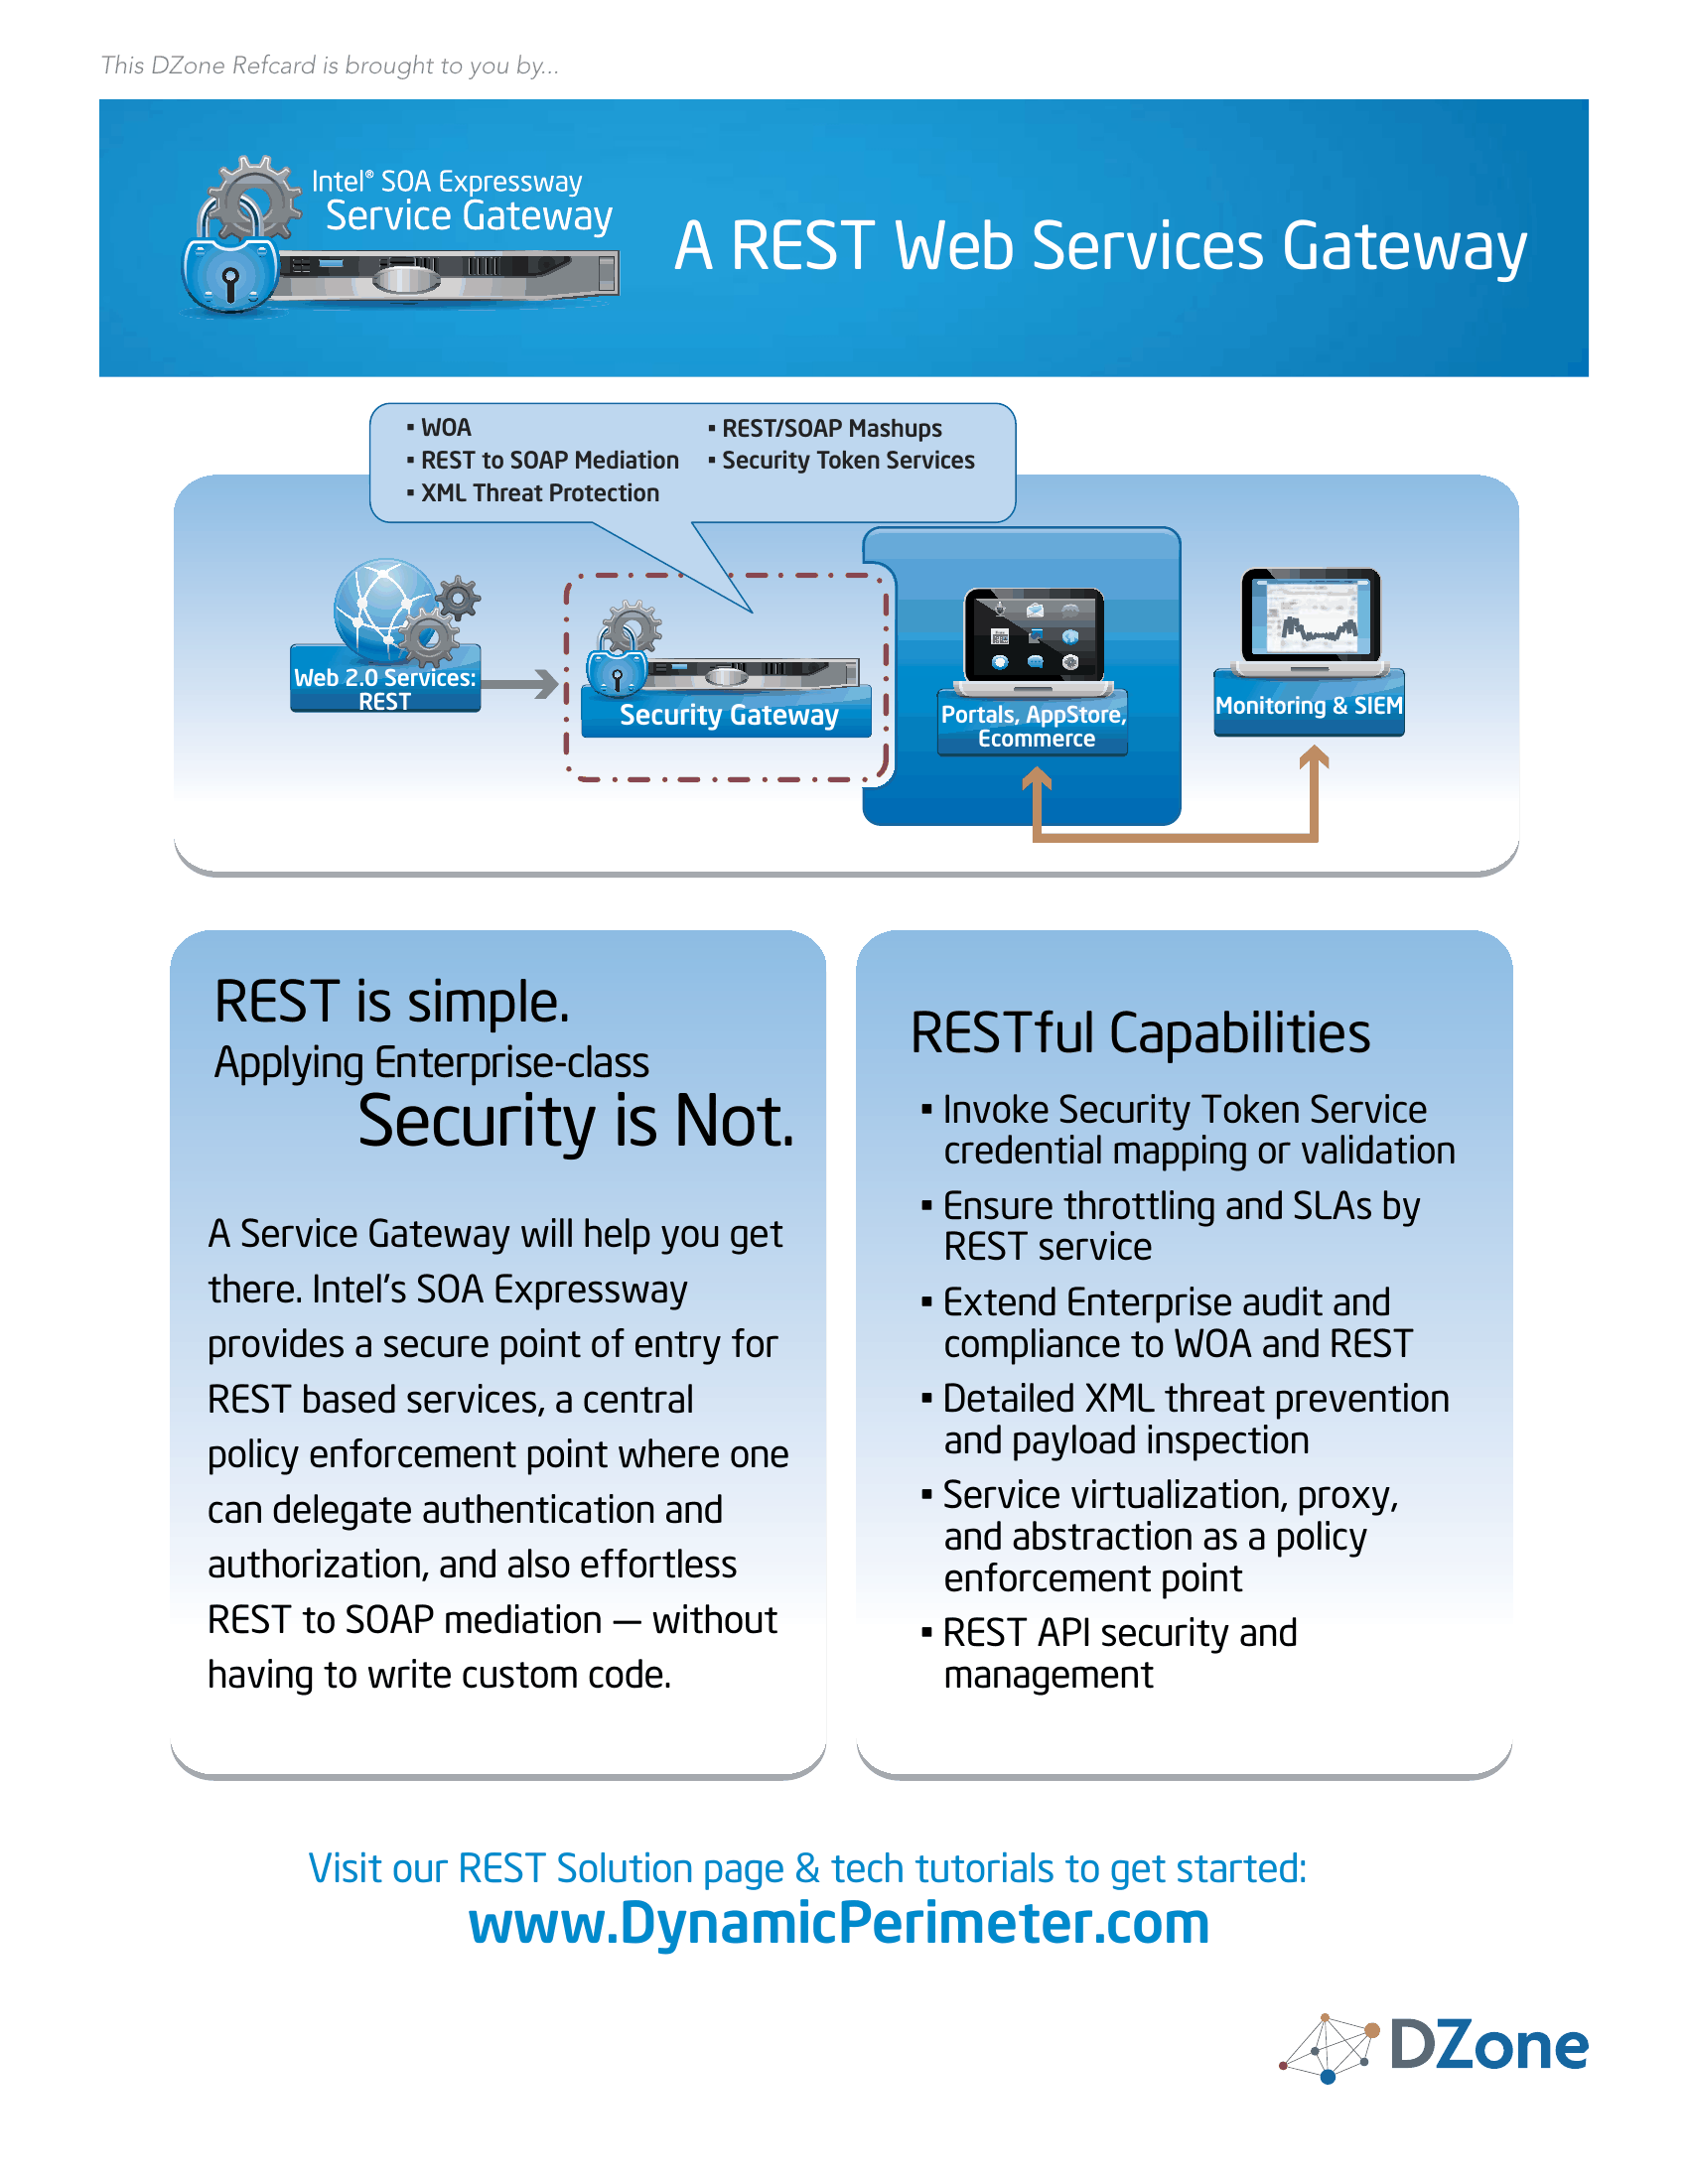 This DZone Refcard is brought to you by...
Intel® SOA Expressway
Service Gateway
A REST Web Services Gateway
▪ WOA
▪ REST to SOAP Mediation
▪ XML Threat Protection
▪ REST/SOAP Mashups
▪ Security Token Services
Web 2.0 Services:
REST
Security Gateway
Portals, AppStore,
Ecommerce
Monitoring & SIEM
REST is simple.
Applying Enterprise-class
Security is Not.
A Service Gateway will help you get
there. Intel's SOA Expressway
provides a secure point of entry for
REST based services, a central
policy enforcement point where one
can delegate authentication and
authorization, and also effortless
REST to SOAP mediation — without
having to write custom code.
RESTful Capabilities
▪ Invoke Security Token Service
credential mapping or validation
▪ Ensure throttling and SLAs by
REST service
▪ Extend Enterprise audit and
compliance to WOA and REST
▪ Detailed XML threat prevention
and payload inspection
▪ Service virtualization, proxy,
and abstraction as a policy
enforcement point
▪ REST API security and
management
Visit our REST Solution page & tech tutorials to get started:
www.DynamicPerimeter.com
DZone